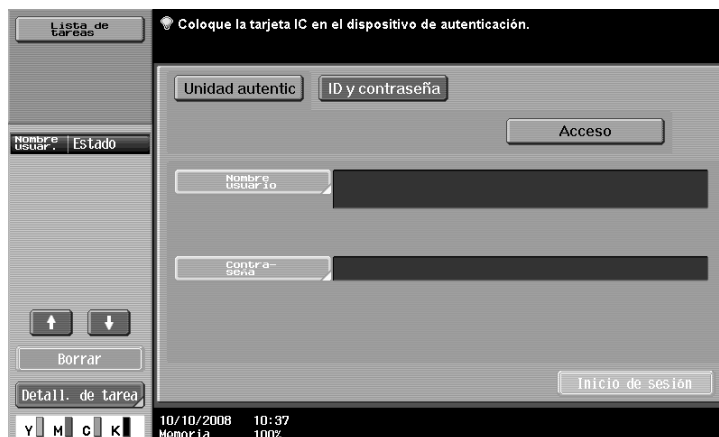 Lista de
tareas
Coloque la tarjeta IC en el dispositivo de autenticación.
Unidad autentic
ID y contraseña
Acceso
Nombre
usuar.
Estado
Nombre
usuario
Contra-
seña
Borrar
Detall. de tarea
Inicio de sesión
Y M C K
10/10/2008 10:37
Memoria 100%